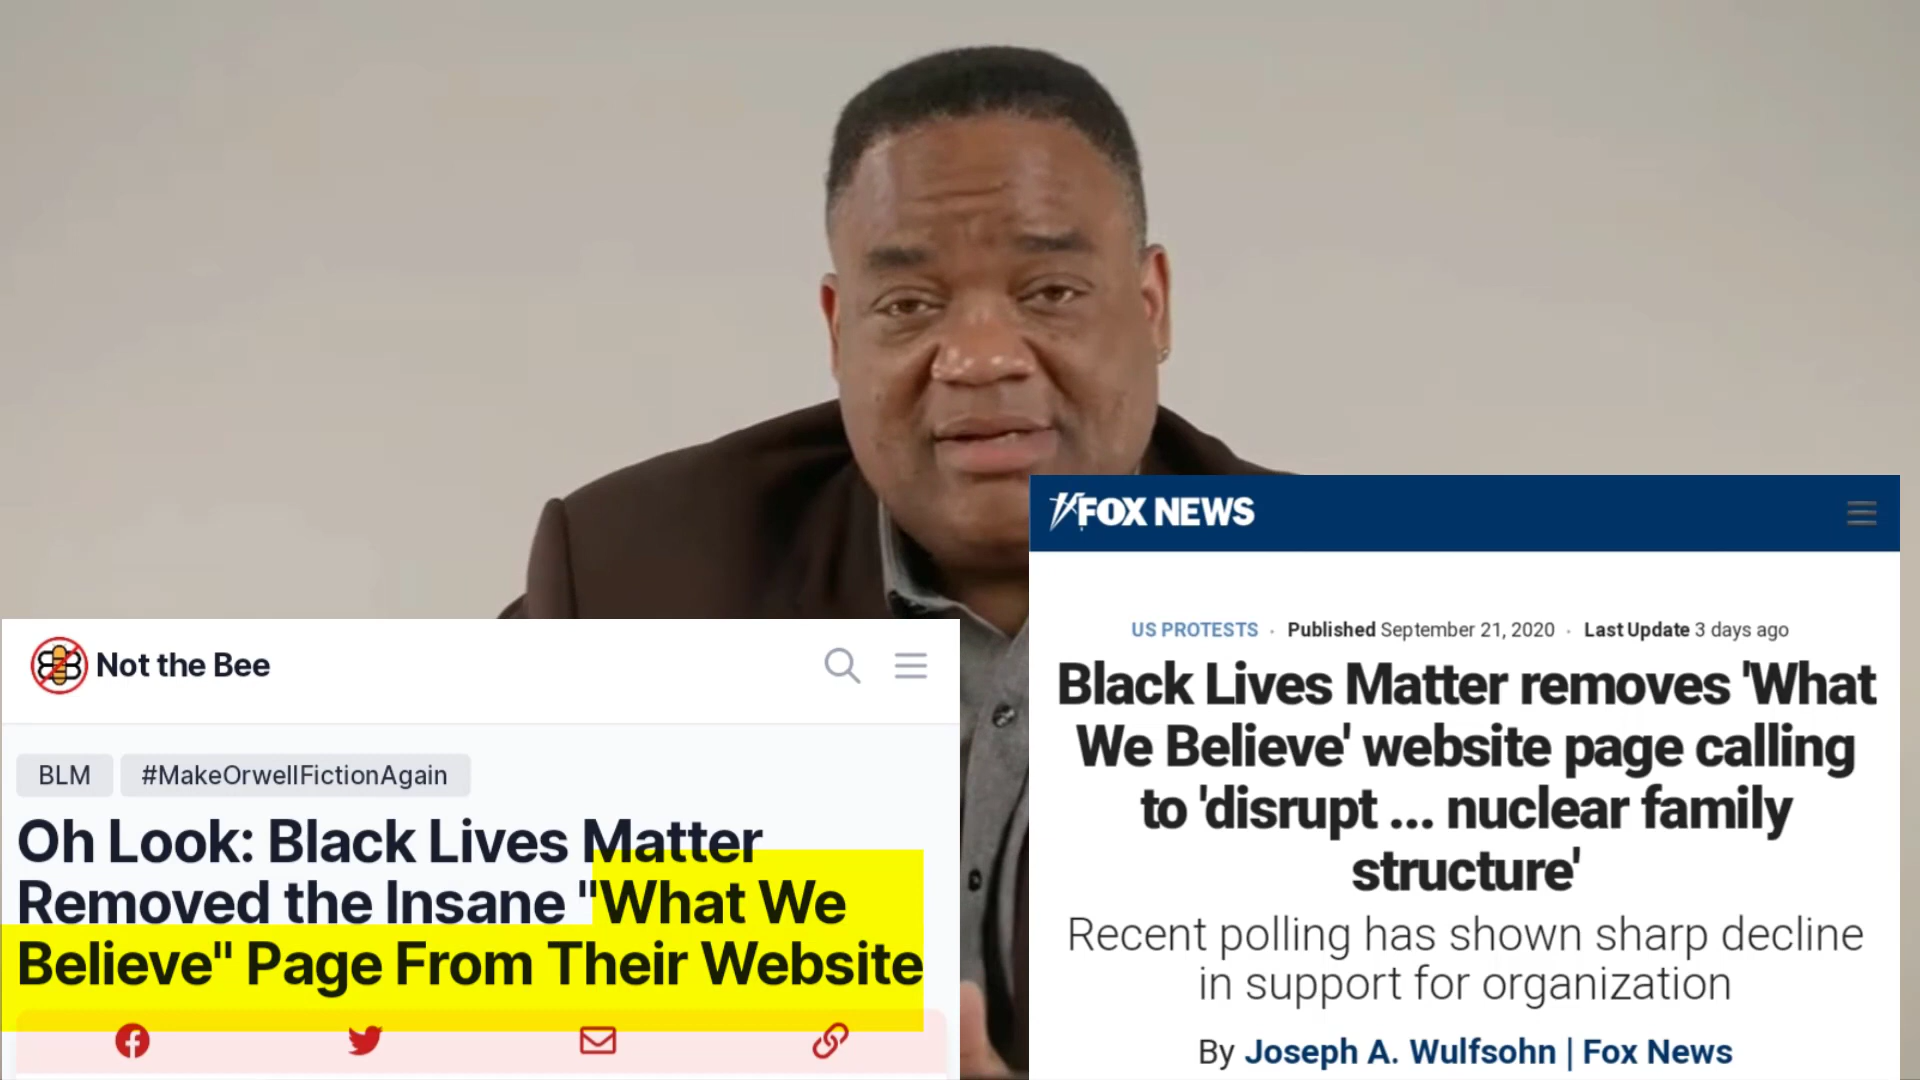 Not the Bee
BLM
#MakeOrwellFictionAgain
Oh Look: Black Lives Matter
Removed the Insane "What We
Believe" Page From Their Website
FOX NEWS
US PROTESTS · Published September 21, 2020 · Last Update 3 days ago
Black Lives Matter removes 'What
We Believe' website page calling
to 'disrupt ... nuclear family
structure'
Recent polling has shown sharp decline
in support for organization
By Joseph A. Wulfsohn | Fox News